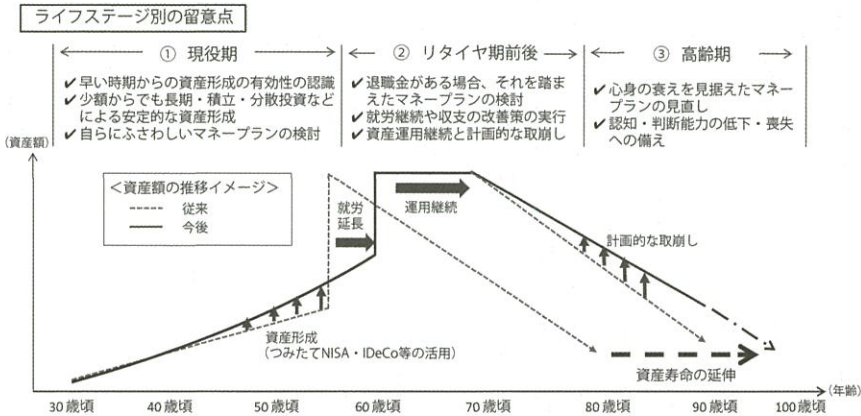 ライフステージ別の留意点
① 現役期
② リタイヤ期前後
③ 高齢期
✔早い時期からの資産形成の有効性の認識
✔少額からでも長期・積立・分散投資など
による安定的な資産形成
✔自らにふさわしいマネープランの検討
✔退職金がある場合、それを踏ま
えたマネープランの検討
✔就労継続や収支の改善策の実行
✔資産運用継続と計画的な取崩し
✔心身の衰えを見据えたマネー
プランの見直し
✔認知・判断能力の低下・喪失
への備え
(資産額)
＜資産額の推移イメージ＞
従来
今後
就労
延長
運用継続
計画的な取崩し
資産形成
(つみたてNISA・IDeCo等の活用)
資産寿命の延伸
30歳頃 40歳頃 50歳頃 60歳頃 70歳頃 80歳頃 90歳頃 100歳頃
(年齢)